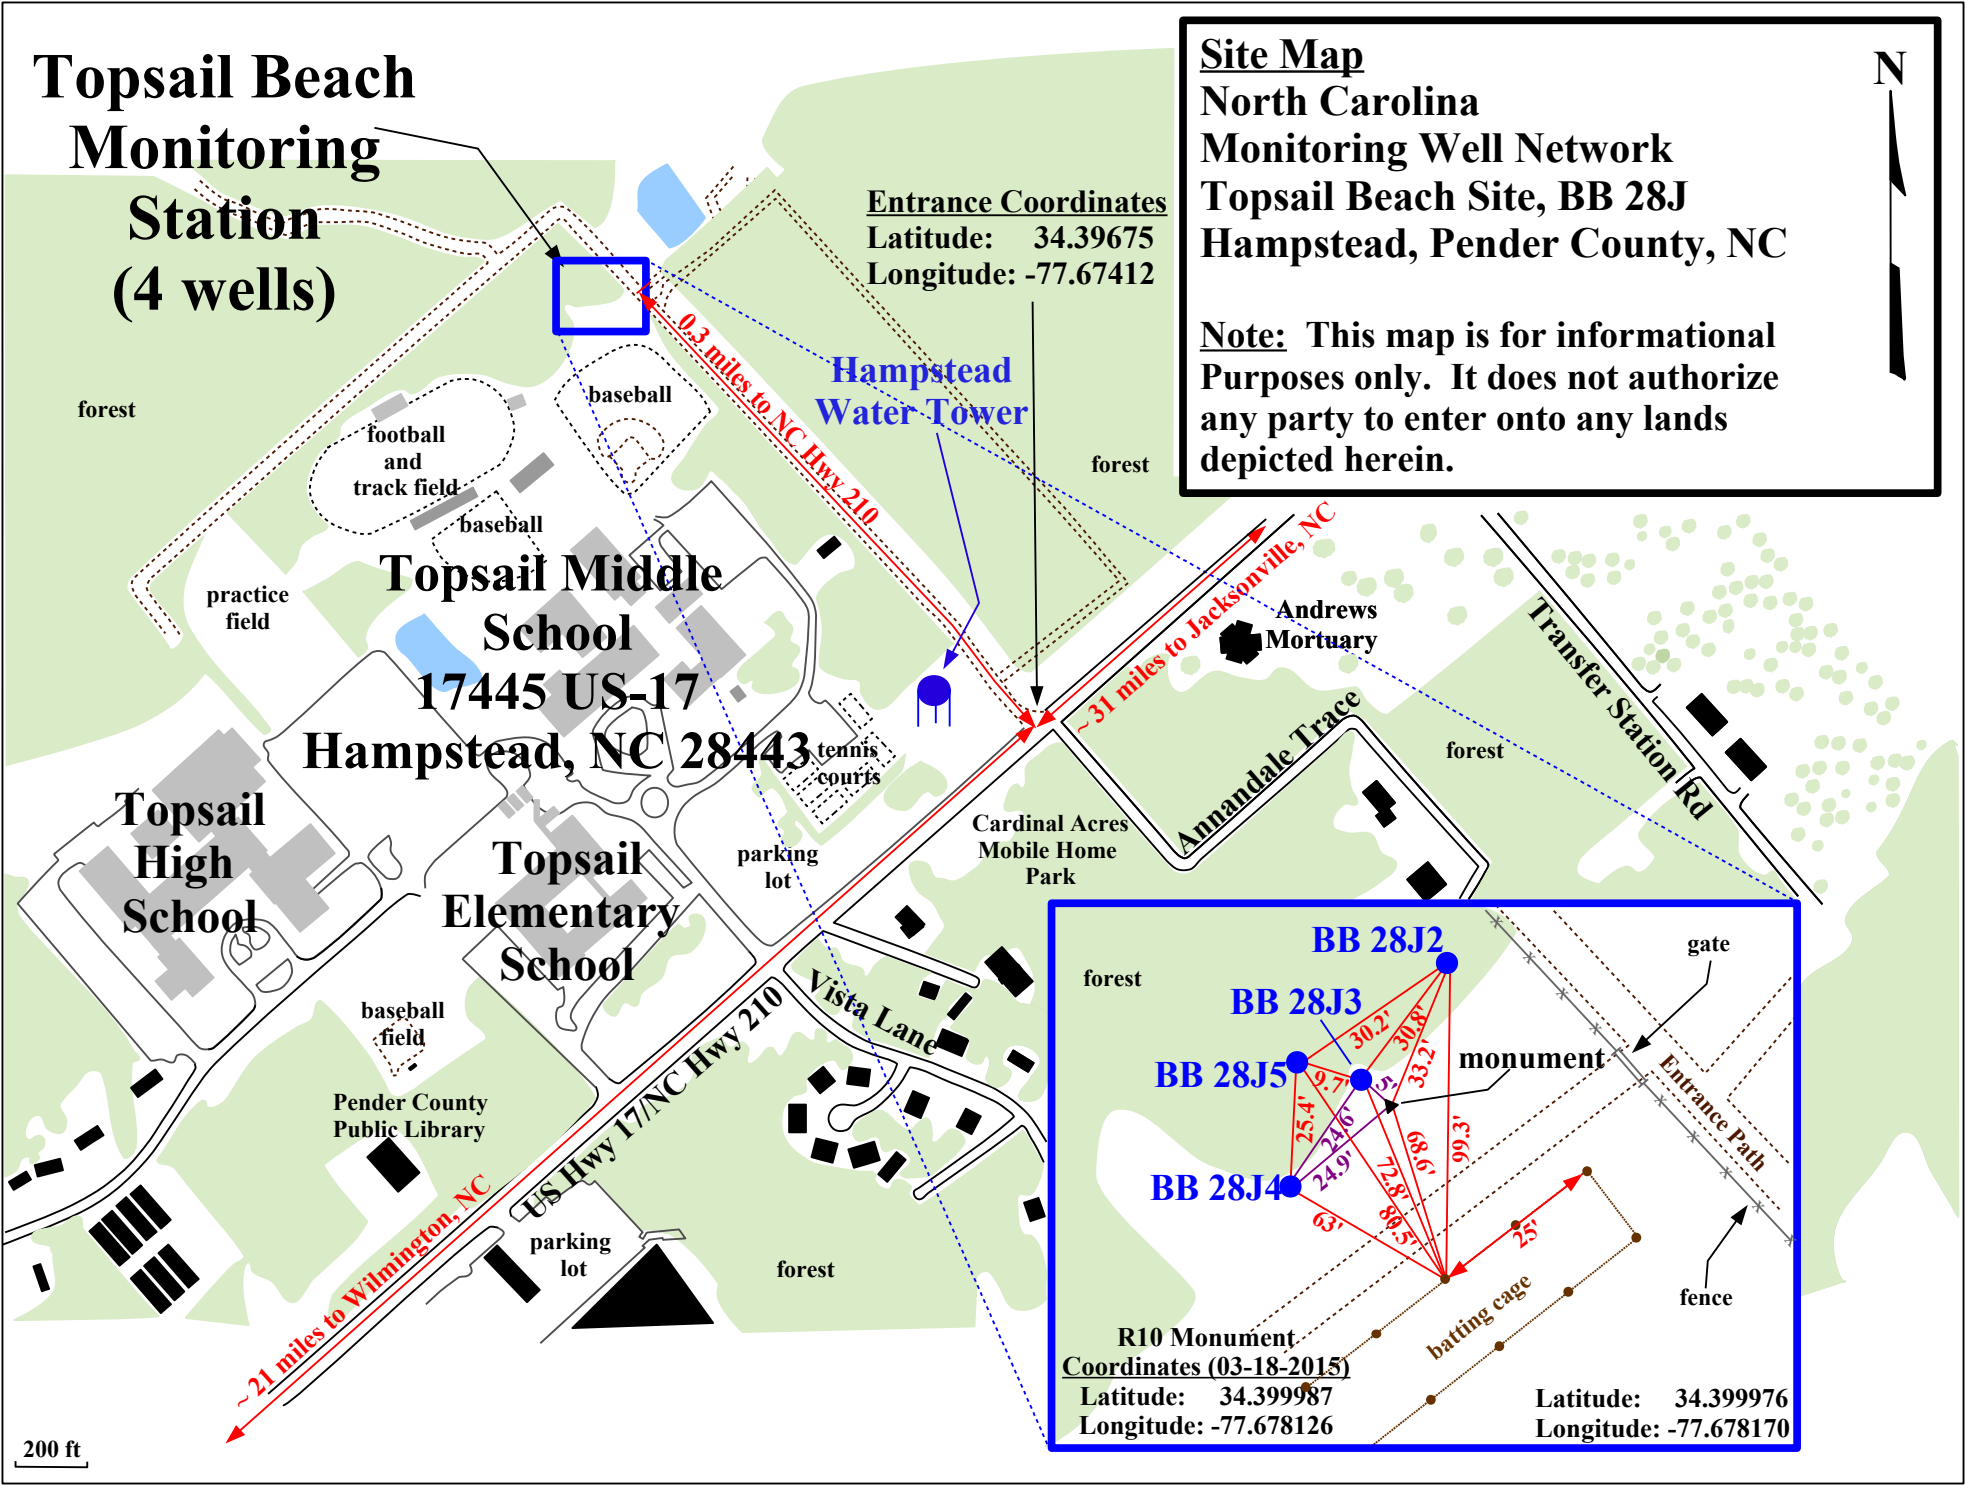 Topsail Beach
Monitoring
Station
(4 wells)
Site Map
North Carolina
Monitoring Well Network
Topsail Beach Site, BB 28J
Hampstead, Pender County, NC
Note:  This map is for informational
Purposes only.  It does not authorize
any party to enter onto any lands
depicted herein.
N
Entrance Coordinates
Latitude: 34.39675
Longitude: -77.67412
0.3 miles to NC Hwy 210
Hampstead
Water Tower
forest
baseball
football
and
track field
forest
baseball
practice
field
Topsail Middle
School
17445 US-17
Hampstead, NC 28443
tennis
courts
~ 31 miles to Jacksonville, NC
Andrews
Mortuary
Transfer Station Rd
Annandale Trace
forest
Topsail
High
School
Topsail
Elementary
School
parking
lot
Cardinal Acres
Mobile Home
Park
Vista Lane
baseball
field
Pender County
Public Library
US Hwy 17/NC Hwy 210
~ 21 miles to Wilmington, NC
parking
lot
forest
200 ft
forest
BB 28J2
gate
BB 28J3
BB 28J5
monument
BB 28J4
30.2'
30.8'
33.2'
9.7'
5'
25.4'
24.6'
24.9'
99.3'
68.6'
72.8'
80.5'
63'
25'
Entrance Path
batting cage
fence
R10 Monument
Coordinates (03-18-2015)
Latitude: 34.399987
Longitude: -77.678126
Latitude: 34.399976
Longitude: -77.678170